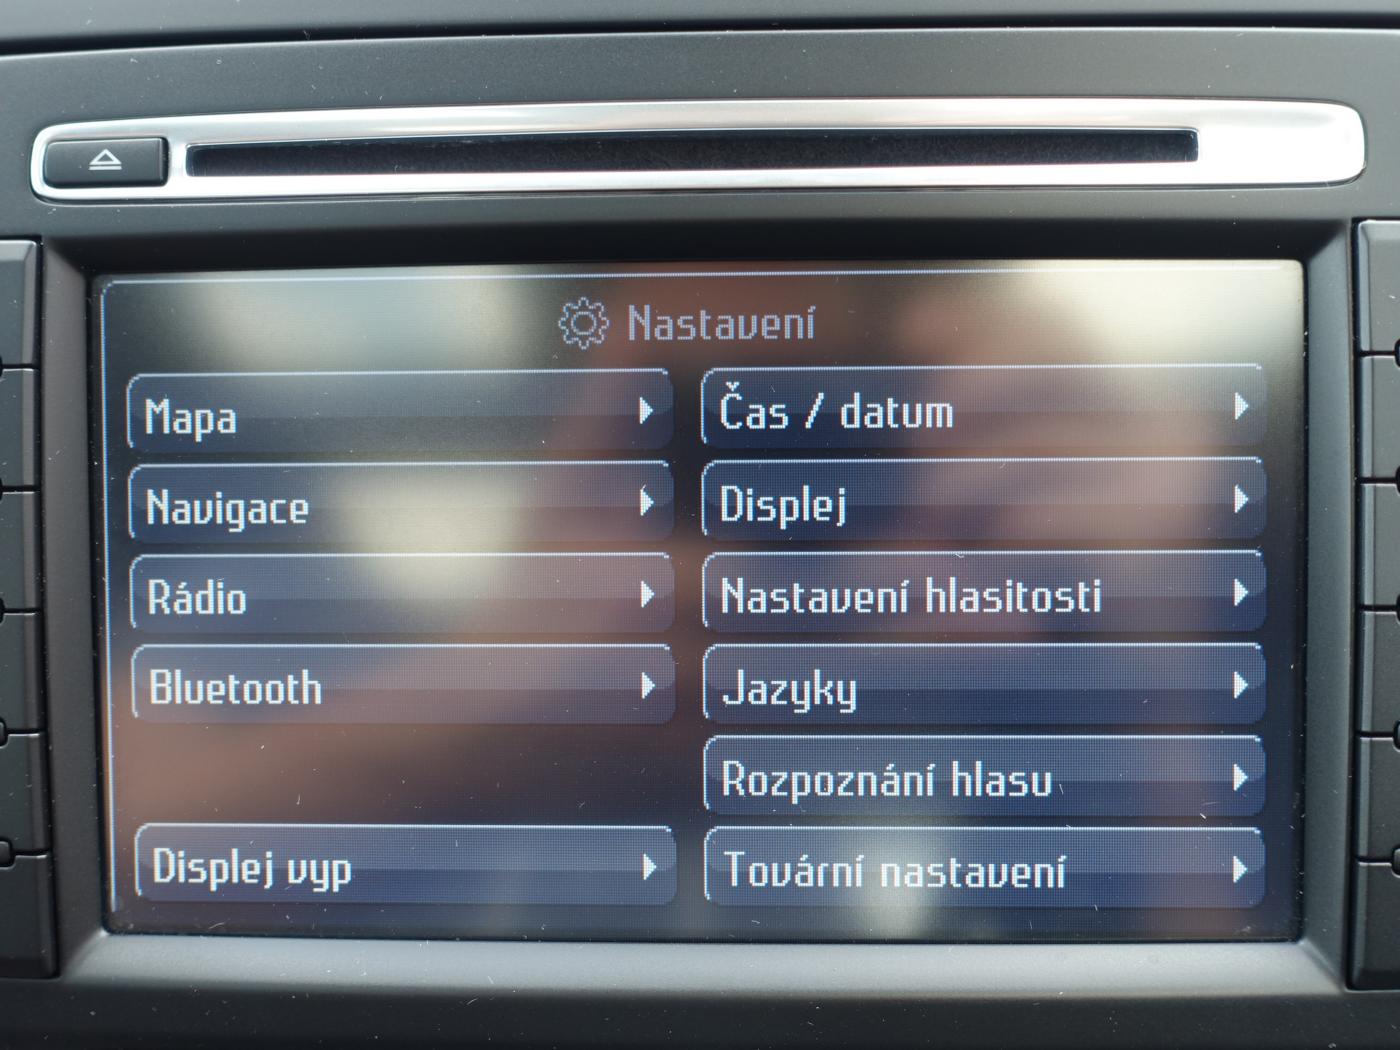 Nastavení
Mapa
Čas / datum
Navigace
Displej
Rádio
Nastavení hlasitosti
Bluetooth
Jazyky
Rozpoznání hlasu
Displej vyp
Tovární nastavení